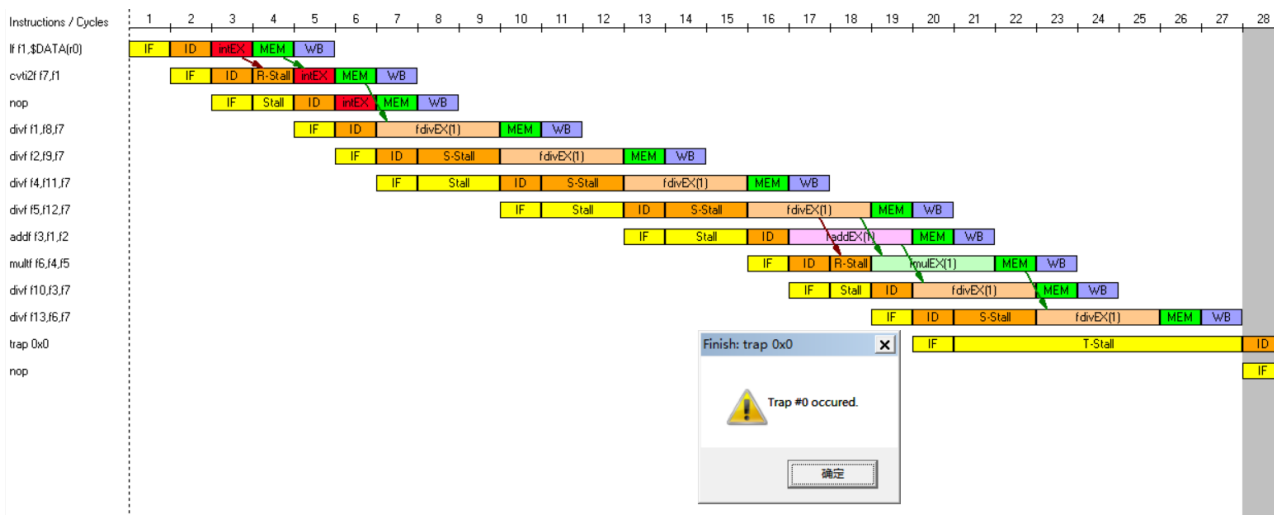 Instructions / Cycles 1 2 3 4 5 6 7 8 9 10 11 12 13 14 15 16 17 18 19 20 21 22 23 24 25 26 27 28
lf f1,$DATA(r0) IF ID intEX MEM WB
cvti2f f7,f1 IF ID R-Stall intEX MEM WB
nop IF Stall ID intEX MEM WB
divf f1,f8,f7 IF ID fdivEX(1) MEM WB
divf f2,f9,f7 IF ID S-Stall fdivEX(1) MEM WB
divf f4,f11,f7 IF Stall ID S-Stall fdivEX(1) MEM WB
divf f5,f12,f7 IF Stall ID S-Stall fdivEX(1) MEM WB
addf f3,f1,f2 IF Stall ID faddEX(1) MEM WB
multf f6,f4,f5 IF ID R-Stall fmulEX(1) MEM WB
divf f10,f3,f7 IF Stall ID fdivEX(1) MEM WB
divf f13,f6,f7 IF ID S-Stall fdivEX(1) MEM WB
trap 0x0 IF T-Stall ID
nop IF
Finish: trap 0x0
Trap #0 occured.
确定